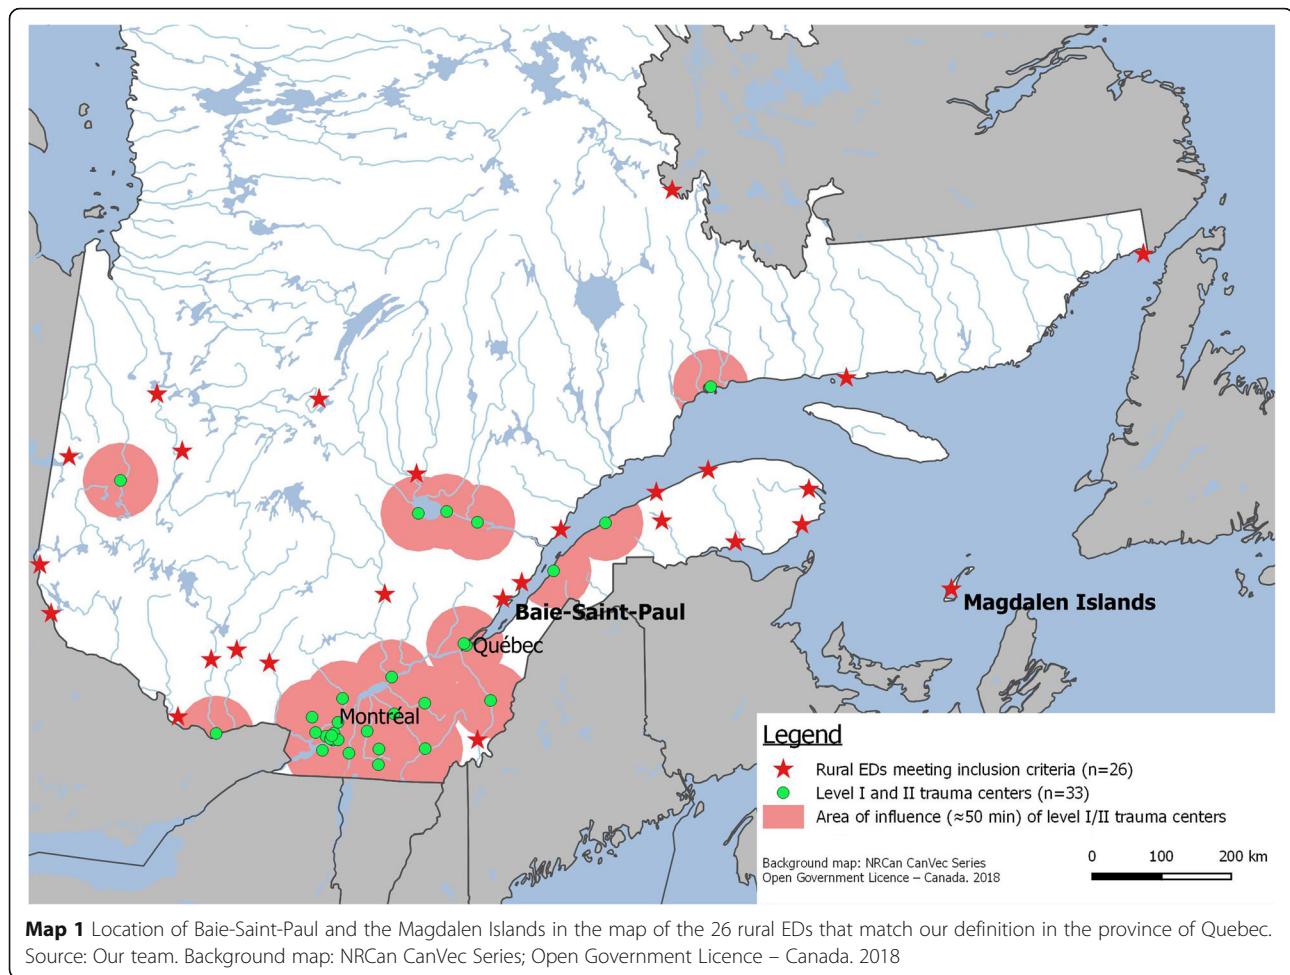 Baie-Saint-Paul
Magdalen Islands
Québec
Montréal
Legend
Rural EDs meeting inclusion criteria (n=26)
Level I and II trauma centers (n=33)
Area of influence (≈50 min) of level I/II trauma centers
Background map: NRCan CanVec Series
Open Government Licence – Canada. 2018
0 100 200 km
Map 1 Location of Baie-Saint-Paul and the Magdalen Islands in the map of the 26 rural EDs that match our definition in the province of Quebec.
Source: Our team. Background map: NRCan CanVec Series; Open Government Licence – Canada. 2018